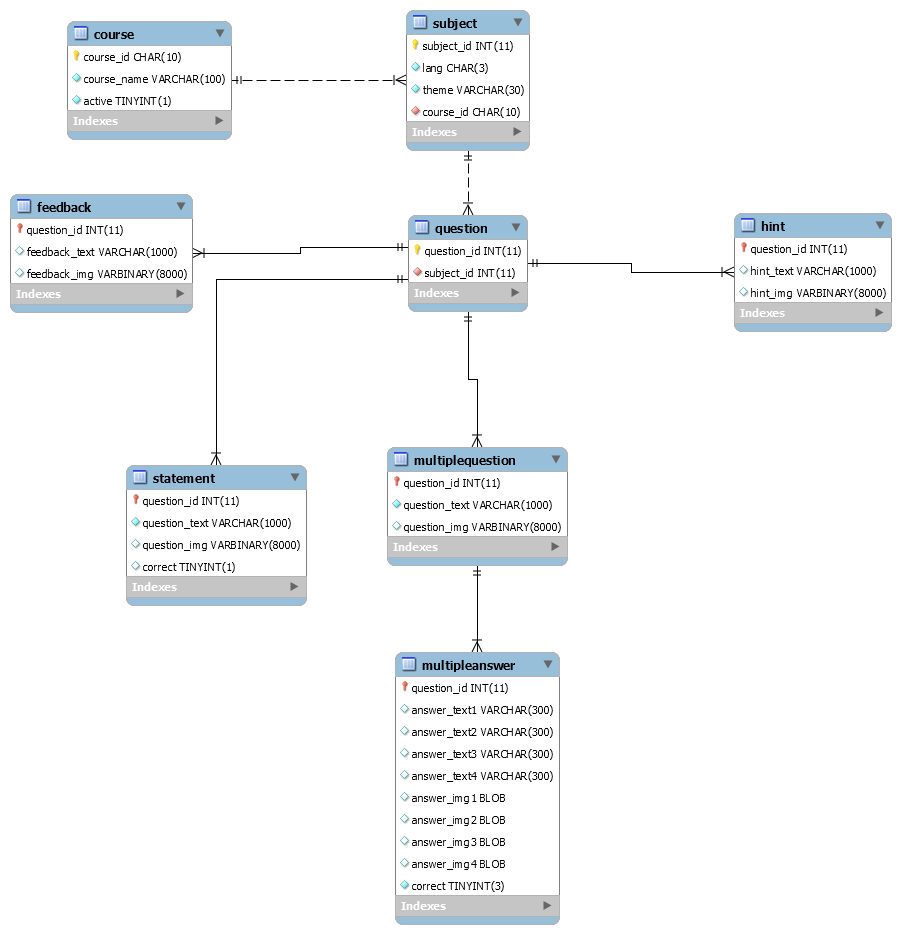 course
course_id CHAR(10)
course_name VARCHAR(100)
active TINYINT(1)
Indexes
subject
subject_id INT(11)
lang CHAR(3)
theme VARCHAR(30)
course_id CHAR(10)
Indexes
feedback
question_id INT(11)
feedback_text VARCHAR(1000)
feedback_img VARBINARY(8000)
Indexes
question
question_id INT(11)
subject_id INT(11)
Indexes
hint
question_id INT(11)
hint_text VARCHAR(1000)
hint_img VARBINARY(8000)
Indexes
statement
question_id INT(11)
question_text VARCHAR(1000)
question_img VARBINARY(8000)
correct TINYINT(1)
Indexes
multiplequestion
question_id INT(11)
question_text VARCHAR(1000)
question_img VARBINARY(8000)
Indexes
multipleanswer
question_id INT(11)
answer_text1 VARCHAR(300)
answer_text2 VARCHAR(300)
answer_text3 VARCHAR(300)
answer_text4 VARCHAR(300)
answer_img1 BLOB
answer_img2 BLOB
answer_img3 BLOB
answer_img4 BLOB
correct TINYINT(3)
Indexes